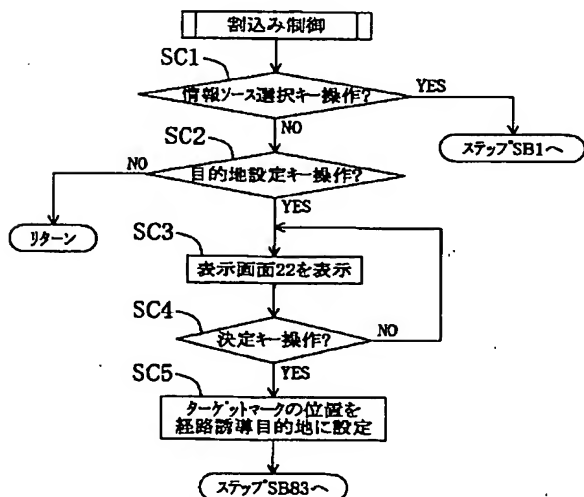 割込み制御
SC1
情報ソース選択キー操作?
YES
NO
ステップSB1へ
SC2
目的地設定キー操作?
NO
YES
リターン
SC3
表示画面22を表示
SC4
決定キー操作?
NO
YES
SC5
ターゲットマークの位置を
経路誘導目的地に設定
ステップSB83へ